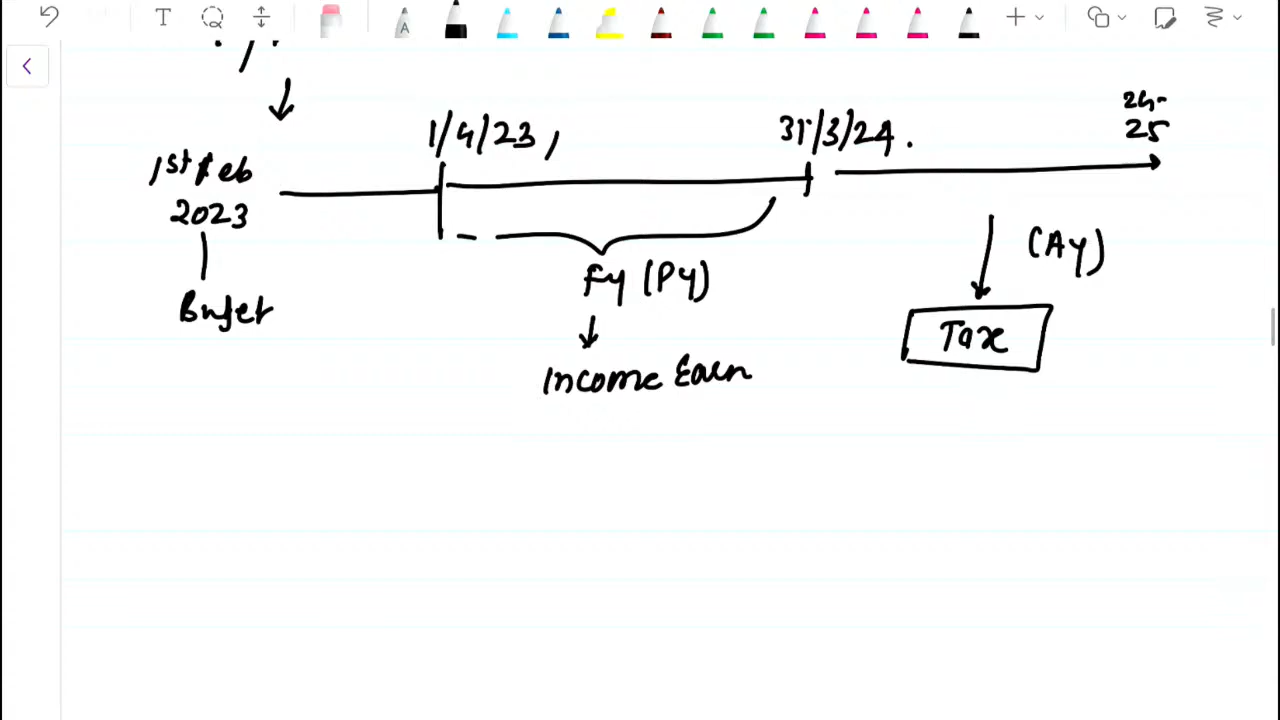 24-
25
1/4/23,
31/3/24.
1st Feb
2023
Budget
FY (PY)
(AY)
Tax
Income Earn